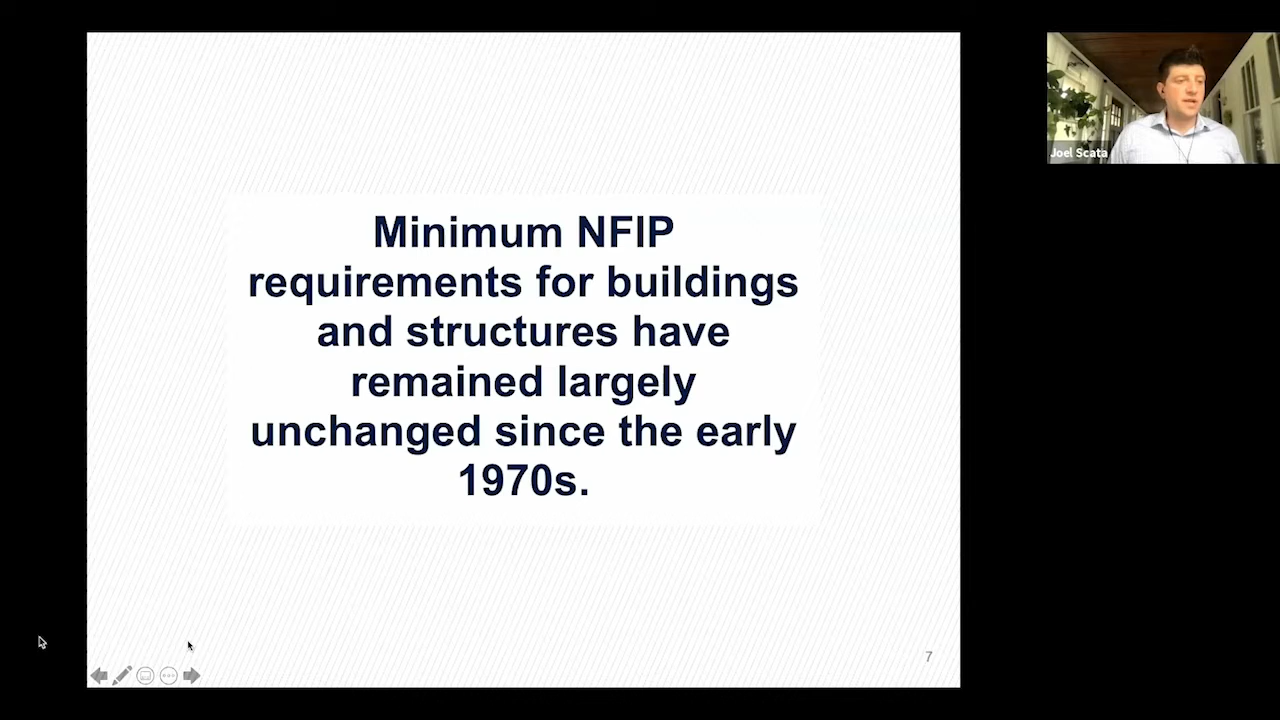 Minimum NFIP
requirements for buildings
and structures have
remained largely
unchanged since the early
1970s.
7
Joel Scata